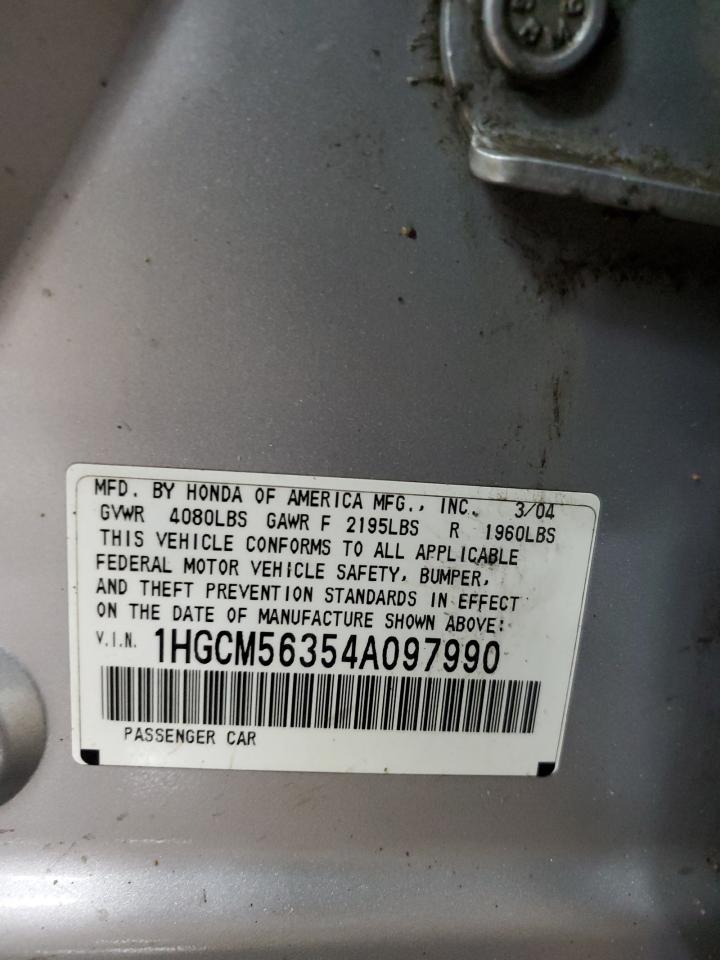 MFD. BY HONDA OF AMERICA MFG., INC. 3/04
GVWR 4080LBS GAWR F 2195LBS R 1960LBS
THIS VEHICLE CONFORMS TO ALL APPLICABLE
FEDERAL MOTOR VEHICLE SAFETY, BUMPER,
AND THEFT PREVENTION STANDARDS IN EFFECT
ON THE DATE OF MANUFACTURE SHOWN ABOVE:
V.I.N. 1HGCM56354A097990
PASSENGER CAR